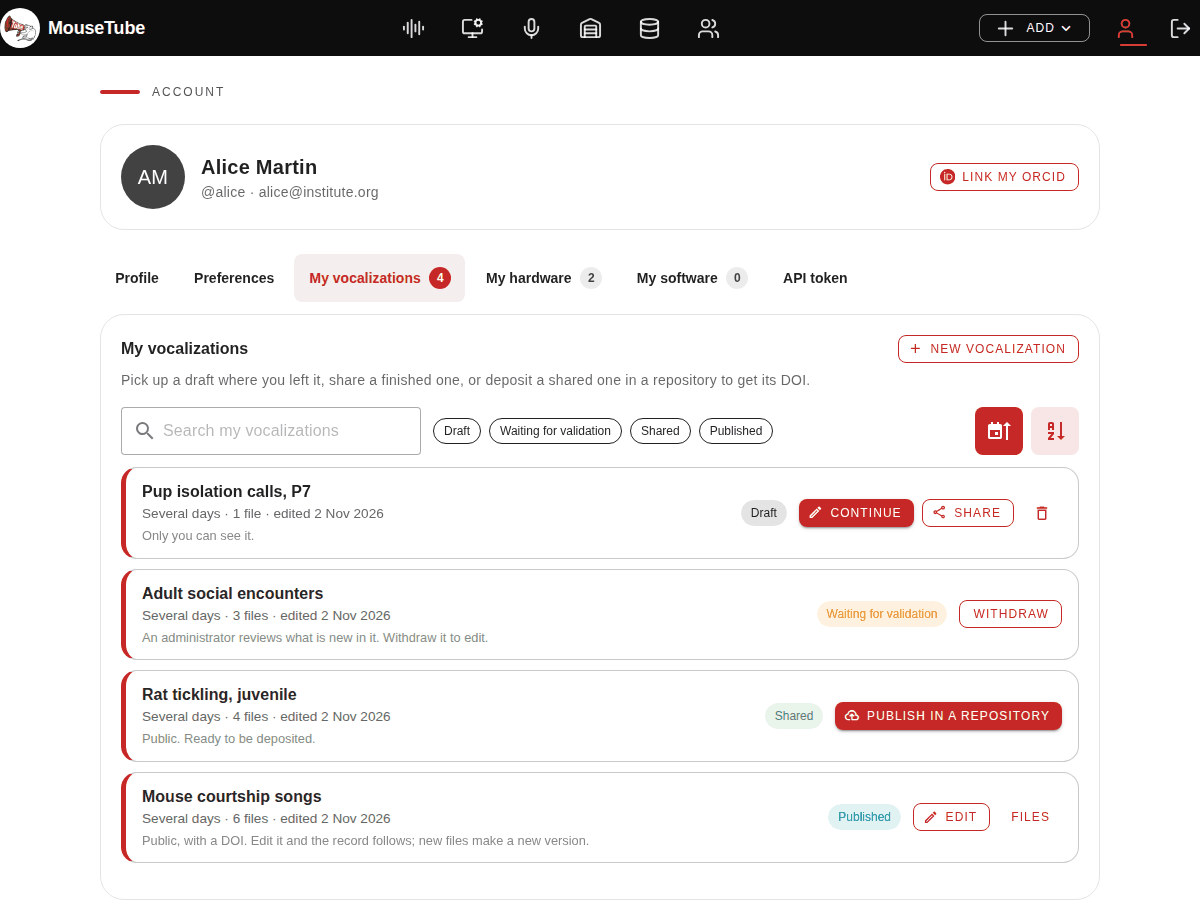 MouseTube
ADD
ACCOUNT
AM
Alice Martin
@alice · alice@institute.org
iD LINK MY ORCID
Profile
Preferences
My vocalizations 4
My hardware 2
My software 0
API token
My vocalizations
+ NEW VOCALIZATION
Pick up a draft where you left it, share a finished one, or deposit a shared one in a repository to get its DOI.
Search my vocalizations
Draft
Waiting for validation
Shared
Published
A
Z
Pup isolation calls, P7
Several days · 1 file · edited 2 Nov 2026
Only you can see it.
Draft
CONTINUE
SHARE
Adult social encounters
Several days · 3 files · edited 2 Nov 2026
An administrator reviews what is new in it. Withdraw it to edit.
Waiting for validation
WITHDRAW
Rat tickling, juvenile
Several days · 4 files · edited 2 Nov 2026
Public. Ready to be deposited.
Shared
PUBLISH IN A REPOSITORY
Mouse courtship songs
Several days · 6 files · edited 2 Nov 2026
Public, with a DOI. Edit it and the record follows; new files make a new version.
Published
EDIT
FILES